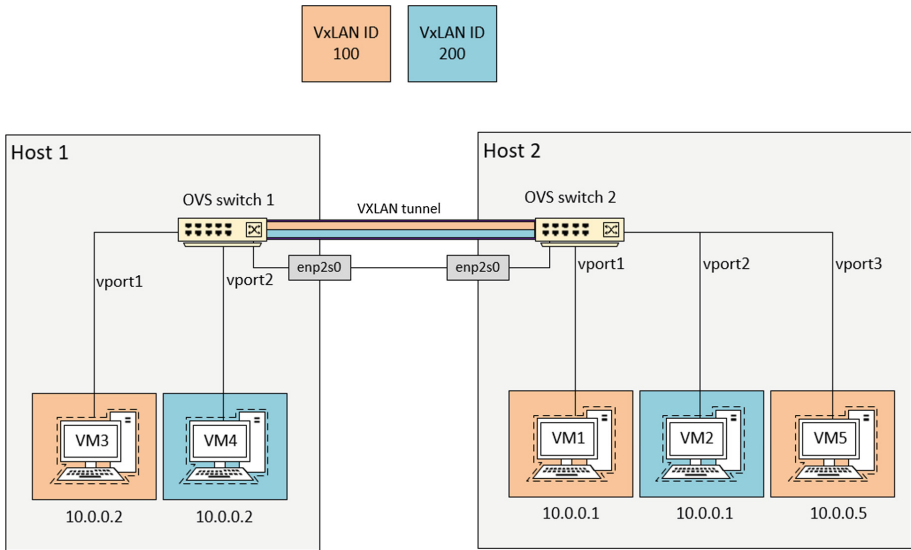 VxLAN ID
100
VxLAN ID
200
Host 1
Host 2
OVS switch 1
VXLAN tunnel
OVS switch 2
enp2s0
enp2s0
vport1
vport2
vport1
vport2
vport3
VM3
VM4
VM1
VM2
VM5
10.0.0.2
10.0.0.2
10.0.0.1
10.0.0.1
10.0.0.5